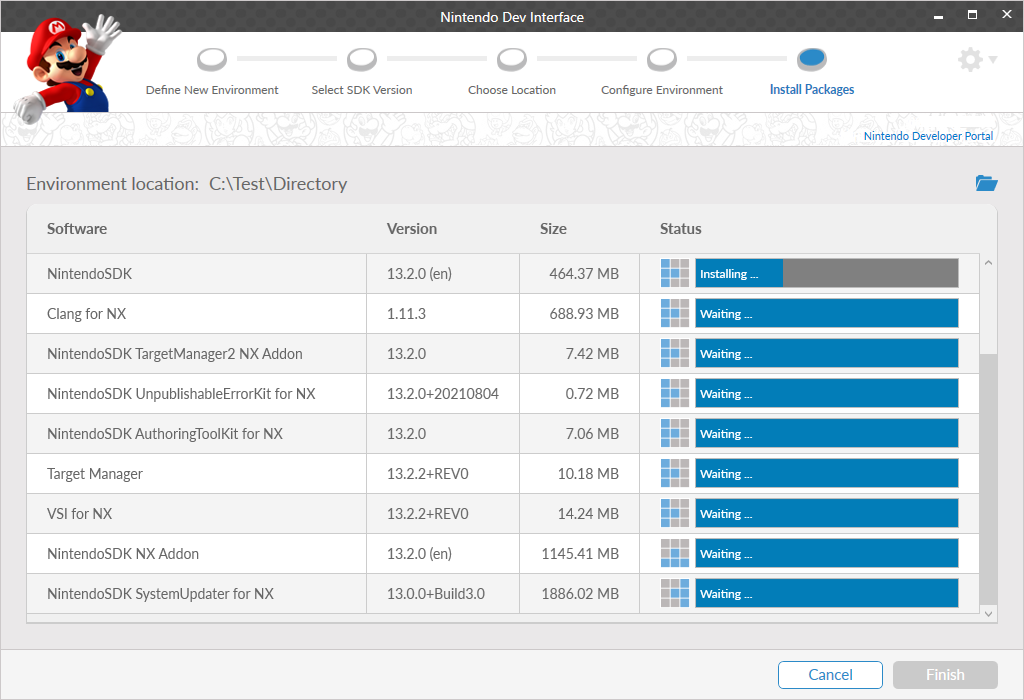 Nintendo Dev Interface
Define New Environment Select SDK Version Choose Location Configure Environment Install Packages
Nintendo Developer Portal
Environment location: C:\Test\Directory
Software Version Size Status
NintendoSDK 13.2.0 (en) 464.37 MB Installing ...
Clang for NX 1.11.3 688.93 MB Waiting ...
NintendoSDK TargetManager2 NX Addon 13.2.0 7.42 MB Waiting ...
NintendoSDK UnpublishableErrorKit for NX 13.2.0+20210804 0.72 MB Waiting ...
NintendoSDK AuthoringToolKit for NX 13.2.0 7.06 MB Waiting ...
Target Manager 13.2.2+REV0 10.18 MB Waiting ...
VSI for NX 13.2.2+REV0 14.24 MB Waiting ...
NintendoSDK NX Addon 13.2.0 (en) 1145.41 MB Waiting ...
NintendoSDK SystemUpdater for NX 13.0.0+Build3.0 1886.02 MB Waiting ...
Cancel Finish